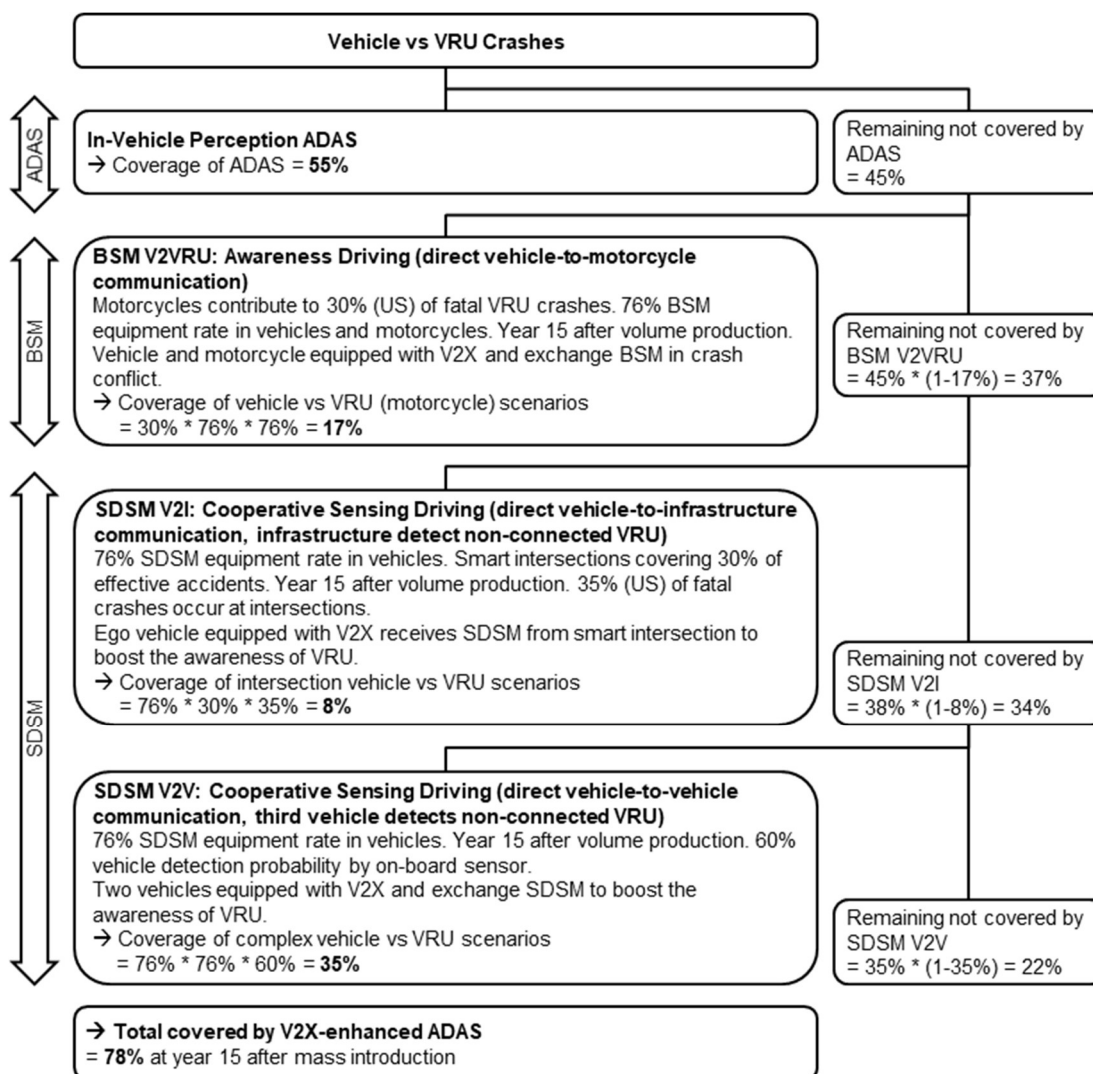 Vehicle vs VRU Crashes
ADAS
In-Vehicle Perception ADAS
→ Coverage of ADAS = 55%
Remaining not covered by
ADAS
= 45%
BSM
BSM V2VRU: Awareness Driving (direct vehicle-to-motorcycle
communication)
Motorcycles contribute to 30% (US) of fatal VRU crashes. 76% BSM
equipment rate in vehicles and motorcycles. Year 15 after volume production.
Vehicle and motorcycle equipped with V2X and exchange BSM in crash
conflict.
→ Coverage of vehicle vs VRU (motorcycle) scenarios
= 30% * 76% * 76% = 17%
Remaining not covered by
BSM V2VRU
= 45% * (1-17%) = 37%
SDSM
SDSM V2I: Cooperative Sensing Driving (direct vehicle-to-infrastructure
communication, infrastructure detect non-connected VRU)
76% SDSM equipment rate in vehicles. Smart intersections covering 30% of
effective accidents. Year 15 after volume production. 35% (US) of fatal
crashes occur at intersections.
Ego vehicle equipped with V2X receives SDSM from smart intersection to
boost the awareness of VRU.
→ Coverage of intersection vehicle vs VRU scenarios
= 76% * 30% * 35% = 8%
Remaining not covered by
SDSM V2I
= 38% * (1-8%) = 34%
SDSM V2V: Cooperative Sensing Driving (direct vehicle-to-vehicle
communication, third vehicle detects non-connected VRU)
76% SDSM equipment rate in vehicles. Year 15 after volume production. 60%
vehicle detection probability by on-board sensor.
Two vehicles equipped with V2X and exchange SDSM to boost the
awareness of VRU.
→ Coverage of complex vehicle vs VRU scenarios
= 76% * 76% * 60% = 35%
Remaining not covered by
SDSM V2V
= 35% * (1-35%) = 22%
→ Total covered by V2X-enhanced ADAS
= 78% at year 15 after mass introduction